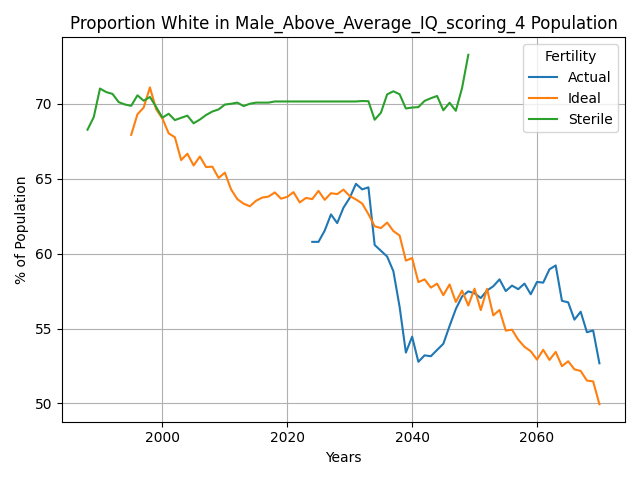 Proportion White in Male_Above_Average_IQ_scoring_4 Population
Fertility
Actual
Ideal
Sterile
% of Population
70
65
60
55
50
2000
2020
2040
2060
Years